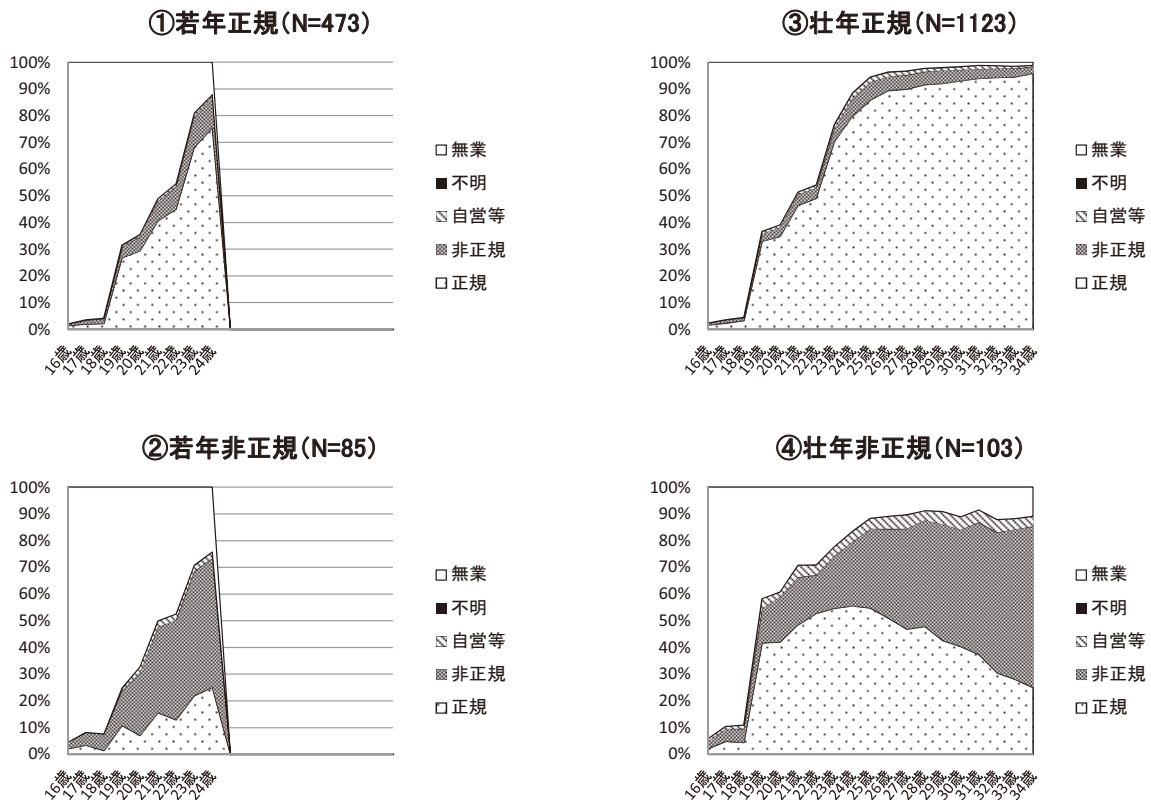 ①若年正規(N=473)
100%
90%
80%
70%
60%
50%
40%
30%
20%
10%
0%
16歳
17歳
18歳
19歳
20歳
21歳
22歳
23歳
24歳
□無業
■不明
自営等
非正規
正規
③壮年正規(N=1123)
100%
90%
80%
70%
60%
50%
40%
30%
20%
10%
0%
16歳
17歳
18歳
19歳
20歳
21歳
22歳
23歳
24歳
25歳
26歳
27歳
28歳
29歳
30歳
31歳
32歳
33歳
34歳
□無業
■不明
自営等
非正規
正規
②若年非正規(N=85)
100%
90%
80%
70%
60%
50%
40%
30%
20%
10%
0%
16歳
17歳
18歳
19歳
20歳
21歳
22歳
23歳
24歳
□無業
■不明
自営等
非正規
正規
④壮年非正規(N=103)
100%
90%
80%
70%
60%
50%
40%
30%
20%
10%
0%
16歳
17歳
18歳
19歳
20歳
21歳
22歳
23歳
24歳
25歳
26歳
27歳
28歳
29歳
30歳
31歳
32歳
33歳
34歳
□無業
■不明
自営等
非正規
正規